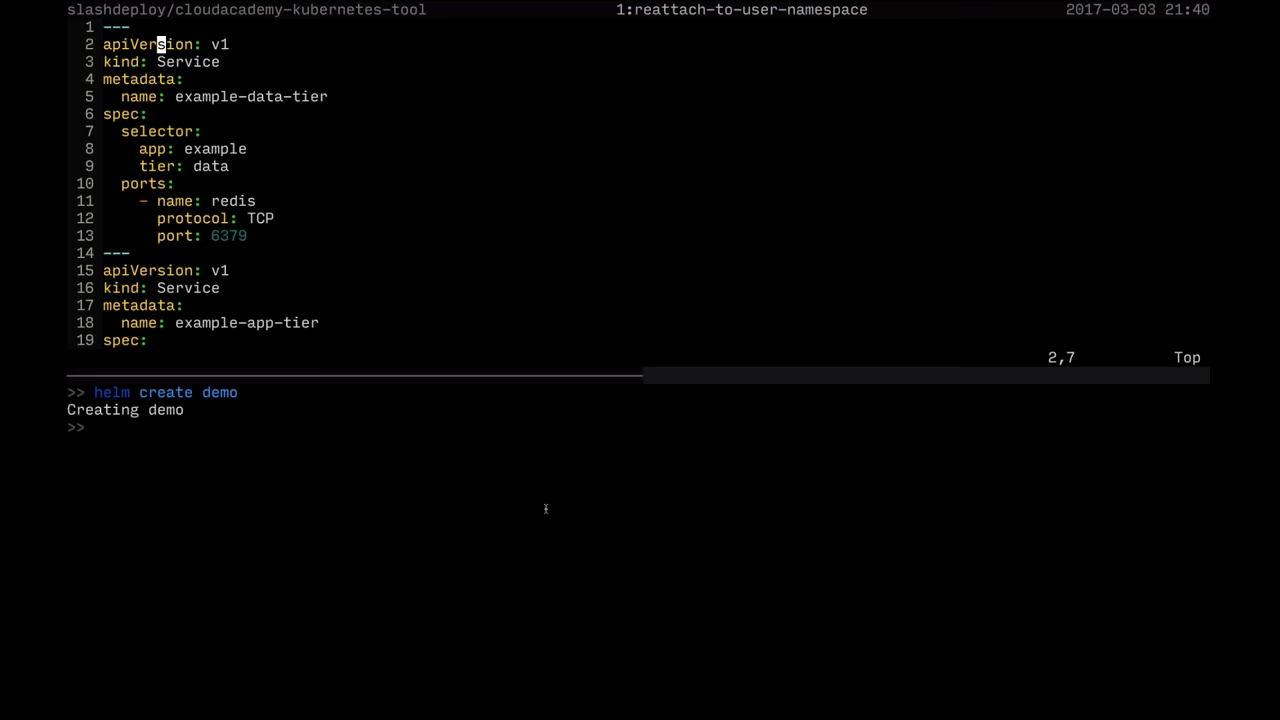 slashdeploy/cloudacademy-kubernetes-tool 1:reattach-to-user-namespace 2017-03-03 21:40
1 ---
2 apiVersion: v1
3 kind: Service
4 metadata:
5   name: example-data-tier
6 spec:
7   selector:
8     app: example
9     tier: data
10   ports:
11     - name: redis
12       protocol: TCP
13       port: 6379
14 ---
15 apiVersion: v1
16 kind: Service
17 metadata:
18   name: example-app-tier
19 spec:
2,7 Top
>> helm create demo
Creating demo
>>